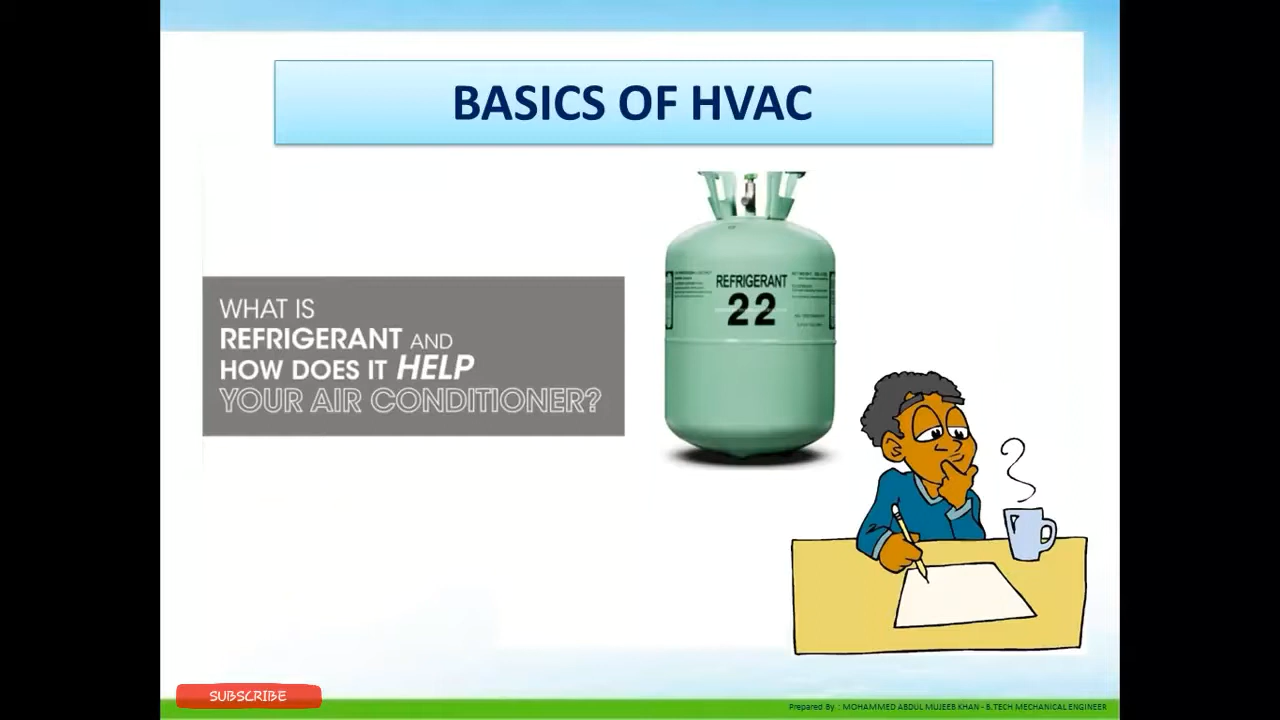 BASICS OF HVAC
WHAT IS
REFRIGERANT AND
HOW DOES IT HELP
YOUR AIR CONDITIONER?
REFRIGERANT
22
SUBSCRIBE
Prepared By : MOHAMMED ABDUL MUJEEB KHAN - B.TECH MECHANICAL ENGINEER